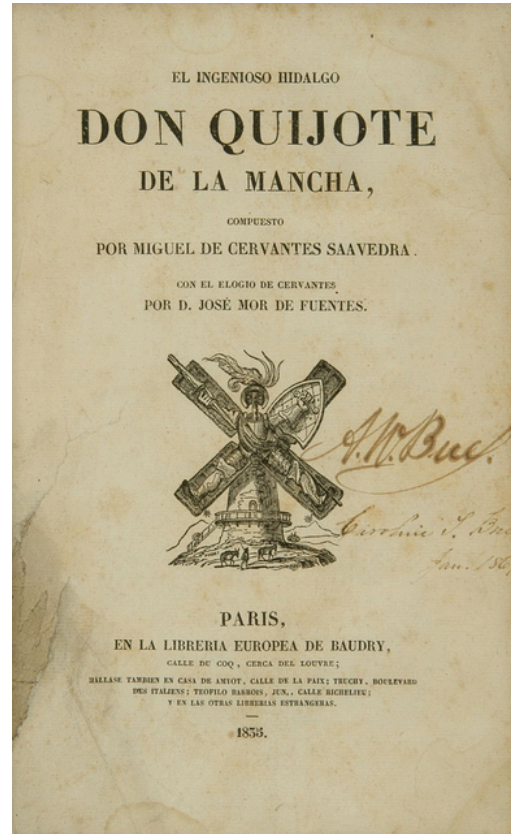 EL INGENIOSO HIDALGO
DON QUIJOTE
DE LA MANCHA,
COMPUESTO
POR MIGUEL DE CERVANTES SAAVEDRA.
CON EL ELOGIO DE CERVANTES
POR D. JOSÉ MOR DE FUENTES.
A. W.
Caroline
Jan.
PARIS,
EN LA LIBRERIA EUROPEA DE BAUDRY,
CALLE DU COQ, CERCA DEL LOUVRE;
HALLASE TAMBIEN EN CASA DE AMYOT, CALLE DE LA PAIX; TRUCHY, BOULEVARD
DES ITALIENS; TEOFILO BARROIS, JUN., CALLE RICHELIEU;
Y EN LAS OTRAS LIBRERIAS ESTRANGERAS.
1835.